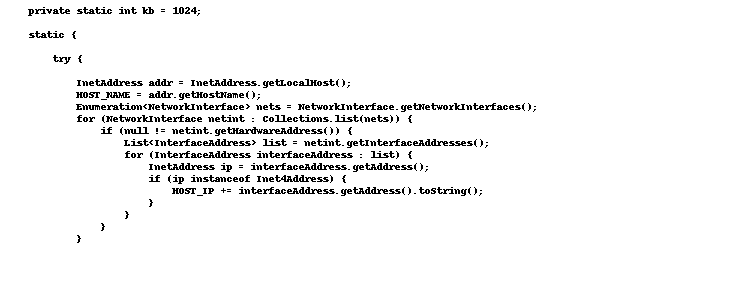 private static int kb = 1024;
static {
try {
InetAddress addr = InetAddress.getLocalHost();
HOST_NAME = addr.getHostName();
Enumeration<NetworkInterface> nets = NetworkInterface.getNetworkInterfaces();
for (NetworkInterface netint : Collections.list(nets)) {
if (null != netint.getHardwareAddress()) {
List<InterfaceAddress> list = netint.getInterfaceAddresses();
for (InterfaceAddress interfaceAddress : list) {
InetAddress ip = interfaceAddress.getAddress();
if (ip instanceof Inet4Address) {
HOST_IP += interfaceAddress.getAddress().toString();
}
}
}
}